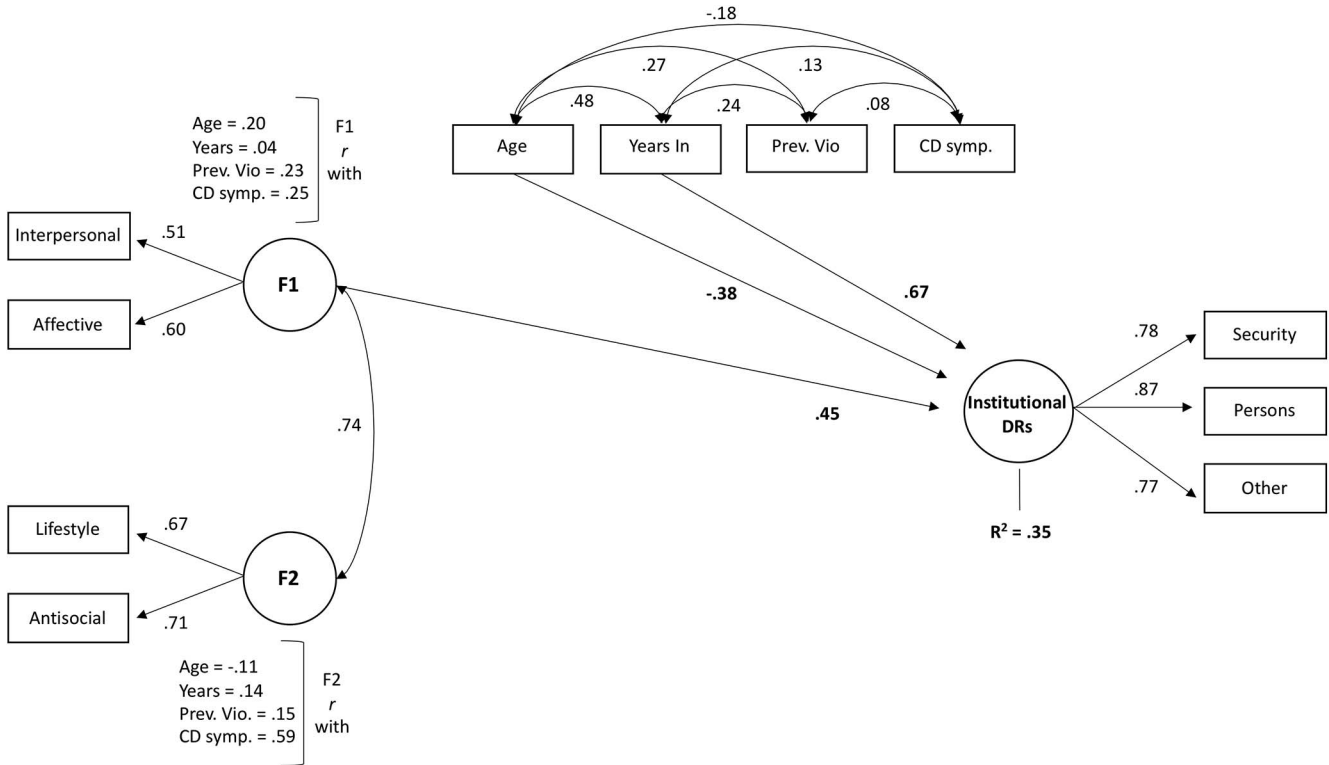 -.18
.27
.13
.48
.24
.08
Age
Years In
Prev. Vio
CD symp.
Age = .20
Years = .04
Prev. Vio = .23
CD symp. = .25
F1
r
with
Interpersonal
.51
F1
Affective
.60
-.38
.67
.45
.74
Institutional
DRs
R² = .35
.78
Security
.87
Persons
.77
Other
Lifestyle
.67
F2
Antisocial
.71
Age = -.11
Years = .14
Prev. Vio. = .15
CD symp. = .59
F2
r
with